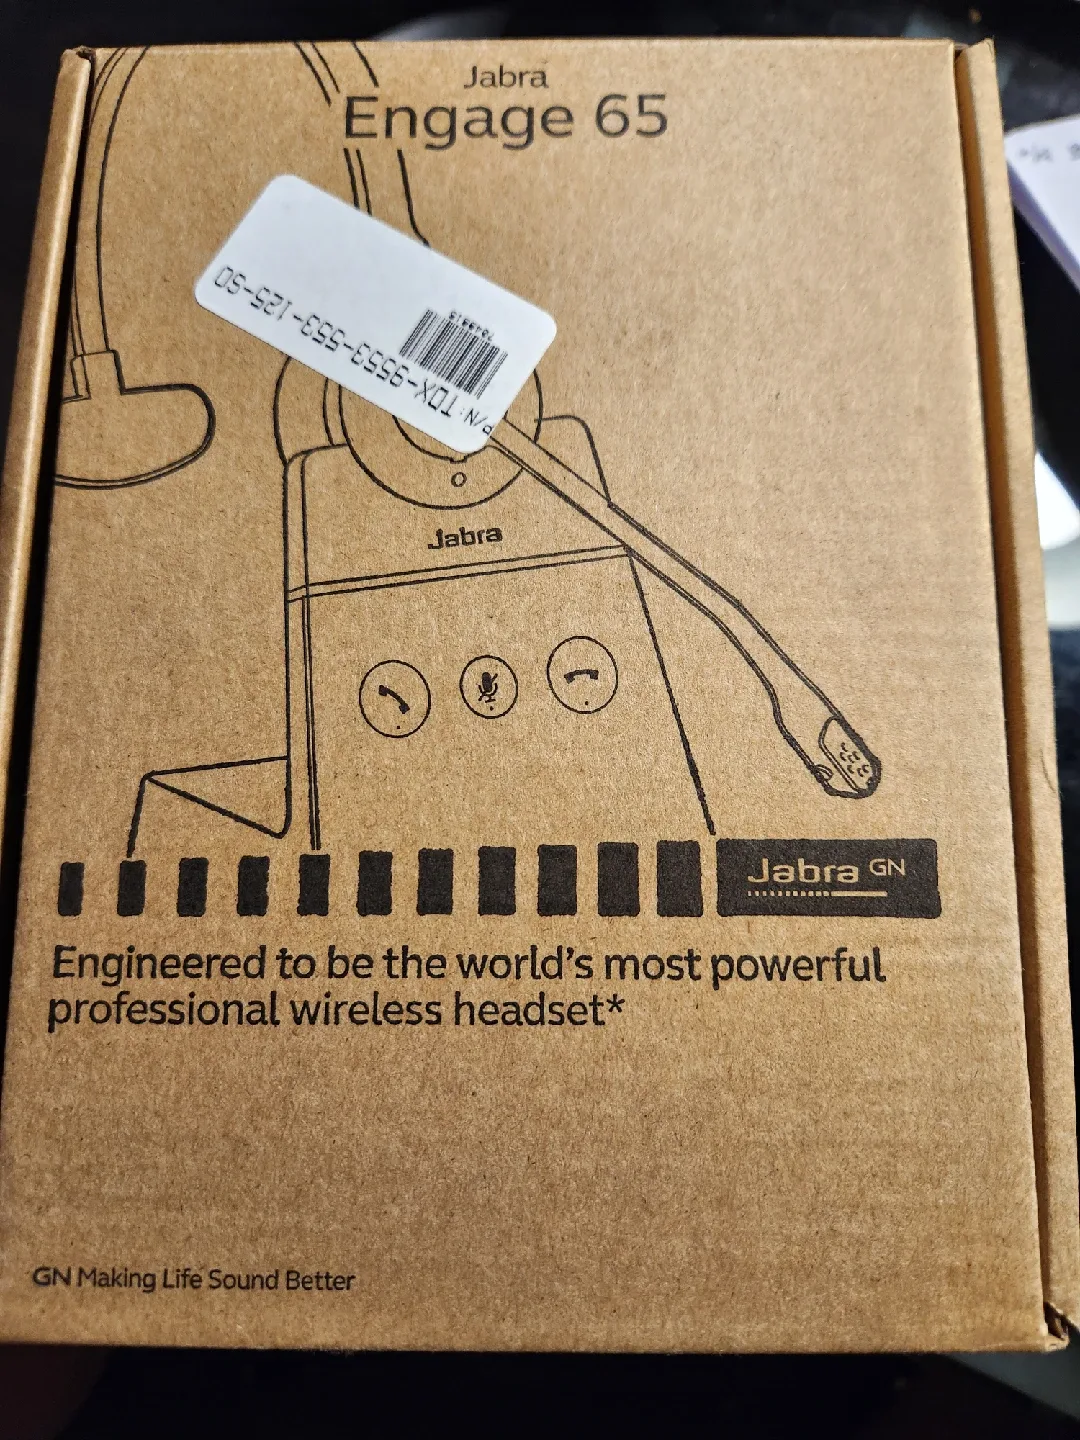 Jabra
Engage 65
P/N: TDX-9553-553-125-SD
Jabra
Jabra GN
Engineered to be the world's most powerful
professional wireless headset*
GN Making Life Sound Better